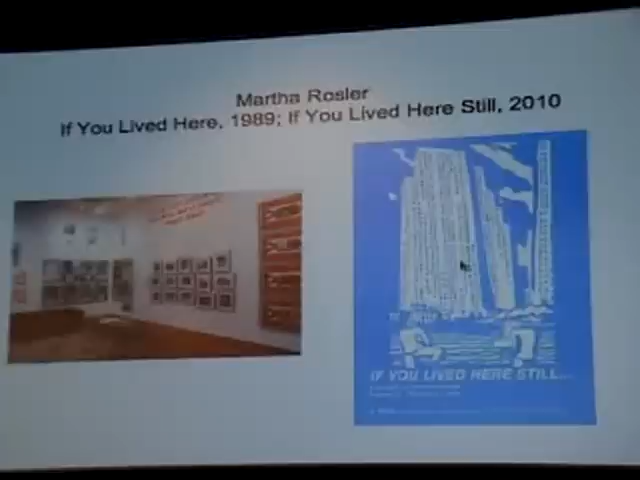 Martha Rosler
If You Lived Here, 1989; If You Lived Here Still, 2010
IF YOU LIVED HERE STILL...